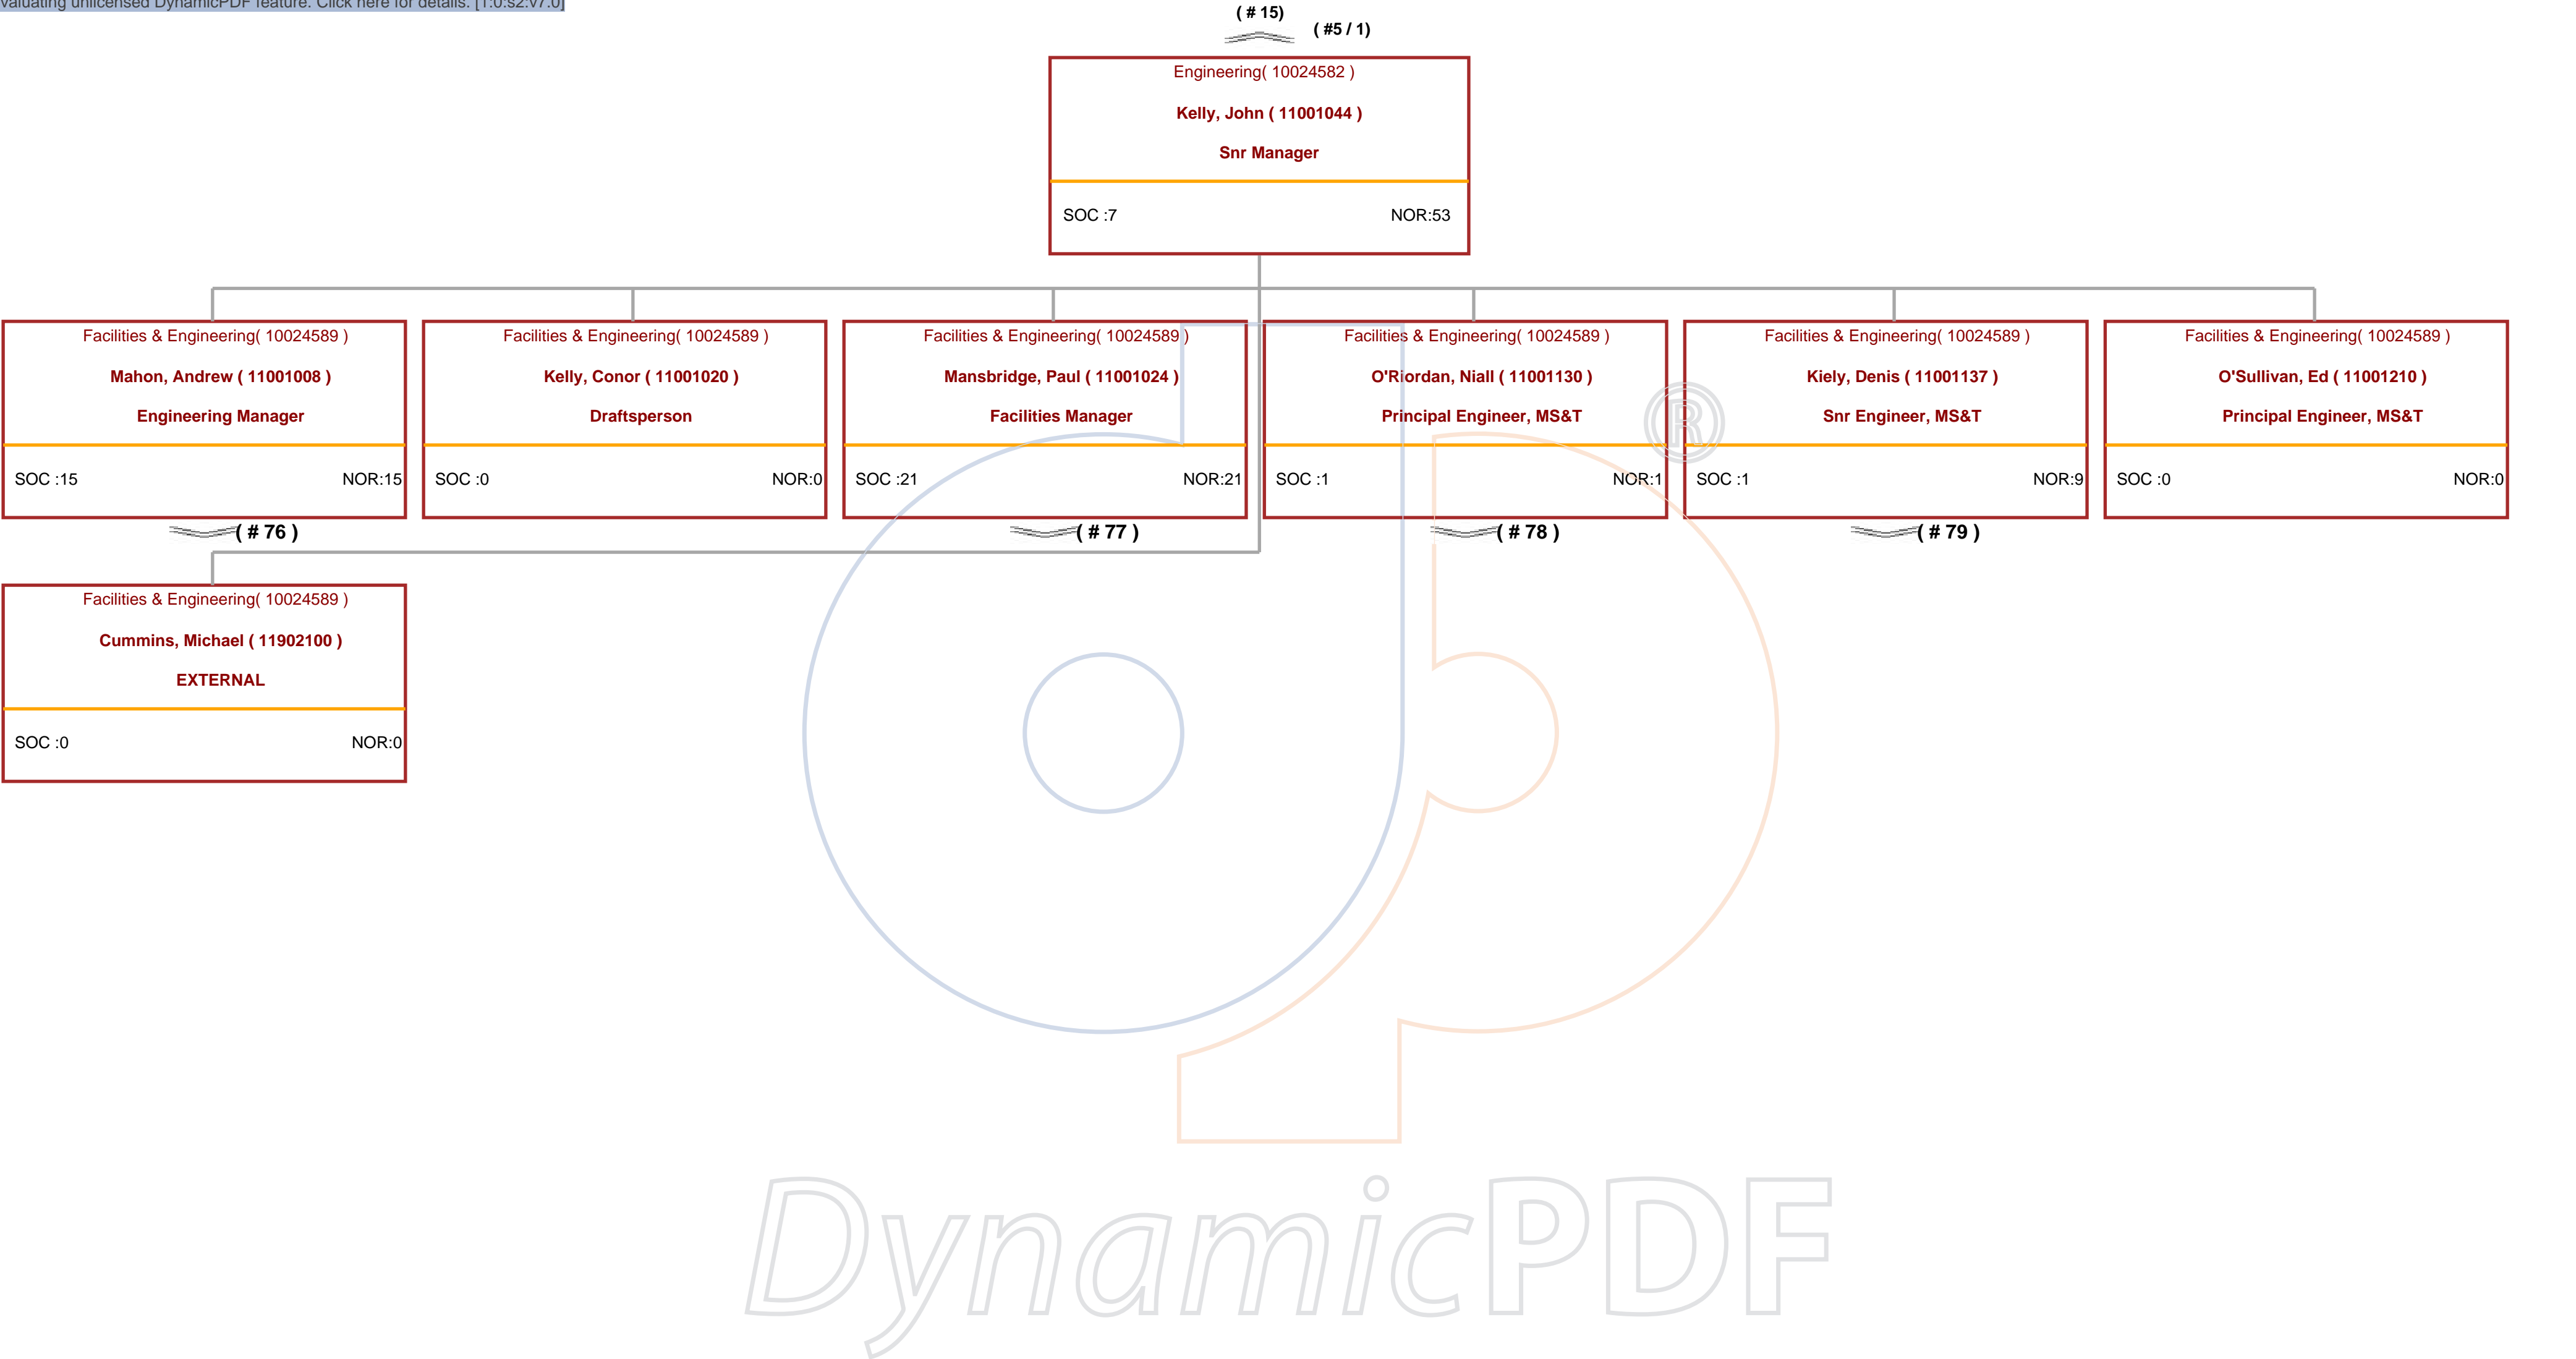 valuating unlicensed DynamicPDF feature. Click here for details. [1:0:s2:v7.0]
( # 15)
( #5 / 1)
Engineering( 10024582 )
Kelly, John ( 11001044 )
Snr Manager
SOC :7 NOR:53
Facilities & Engineering( 10024589 )
Mahon, Andrew ( 11001008 )
Engineering Manager
SOC :15 NOR:15
( # 76 )
Facilities & Engineering( 10024589 )
Kelly, Conor ( 11001020 )
Draftsperson
SOC :0 NOR:0
Facilities & Engineering( 10024589 )
Mansbridge, Paul ( 11001024 )
Facilities Manager
SOC :21 NOR:21
( # 77 )
Facilities & Engineering( 10024589 )
O'Riordan, Niall ( 11001130 )
Principal Engineer, MS&T
SOC :1 NOR:1
( # 78 )
Facilities & Engineering( 10024589 )
Kiely, Denis ( 11001137 )
Snr Engineer, MS&T
SOC :1 NOR:9
( # 79 )
Facilities & Engineering( 10024589 )
O'Sullivan, Ed ( 11001210 )
Principal Engineer, MS&T
SOC :0 NOR:0
Facilities & Engineering( 10024589 )
Cummins, Michael ( 11902100 )
EXTERNAL
SOC :0 NOR:0
®
DynamicPDF